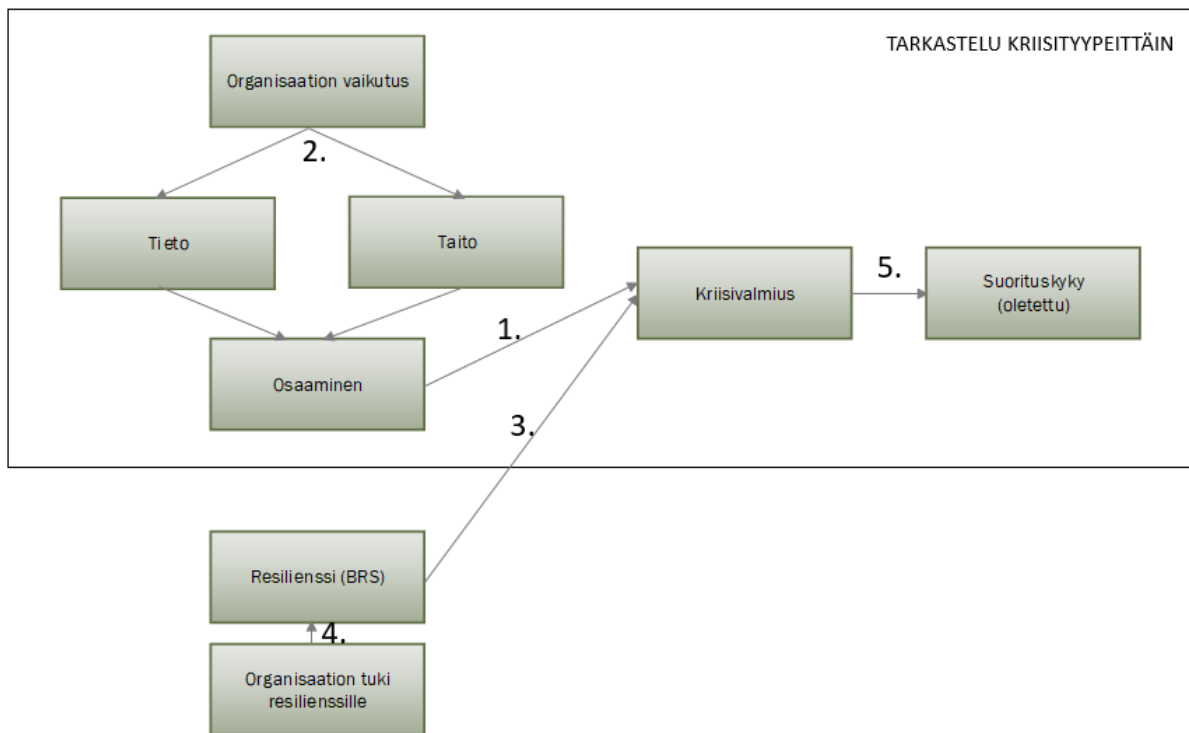 TARKASTELU KRIISITYYPEITTÄIN
Organisaation vaikutus
2.
Tieto
Taito
Kriisivalmius
5.
Suorituskyky
(oletettu)
1.
Osaaminen
3.
Resilienssi (BRS)
4.
Organisaation tuki
resilienssille